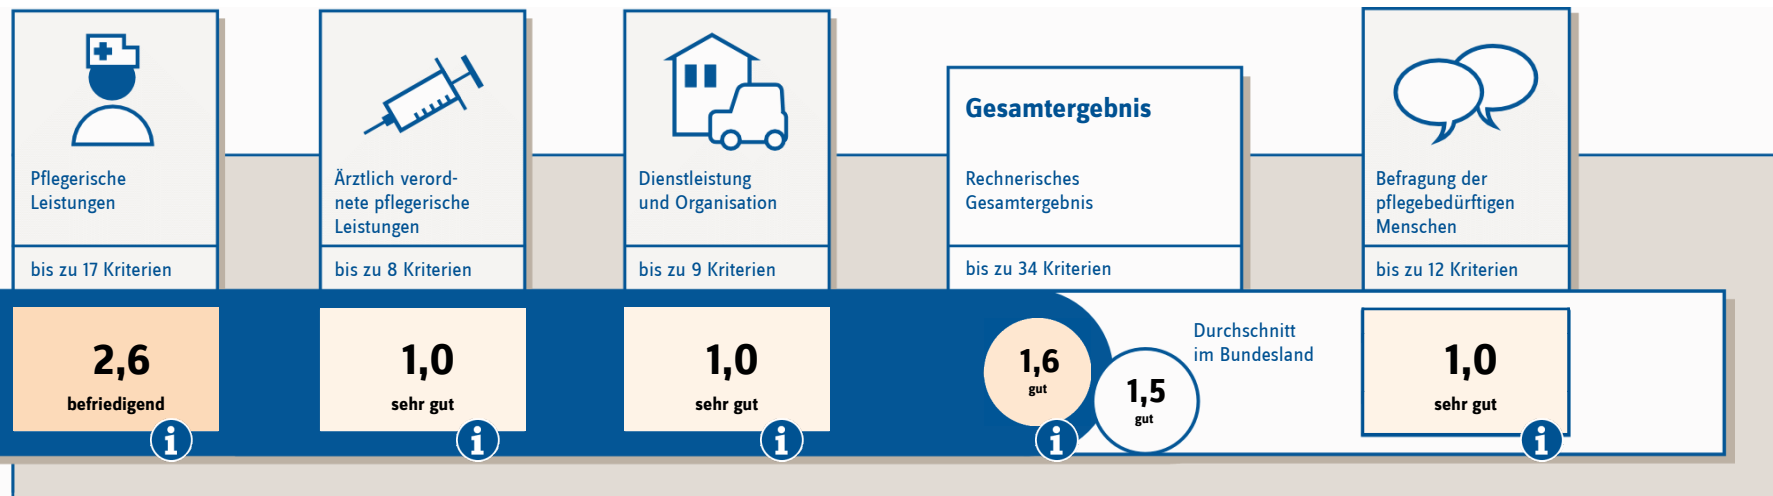 Pflegerische
Leistungen
bis zu 17 Kriterien
2,6
befriedigend
i
Ärztlich verord-
nete pflegerische
Leistungen
bis zu 8 Kriterien
1,0
sehr gut
i
Dienstleistung
und Organisation
bis zu 9 Kriterien
1,0
sehr gut
i
Gesamtergebnis
Rechnerisches
Gesamtergebnis
bis zu 34 Kriterien
1,6
gut
i
1,5
gut
Durchschnitt
im Bundesland
Befragung der
pflegebedürftigen
Menschen
bis zu 12 Kriterien
1,0
sehr gut
i